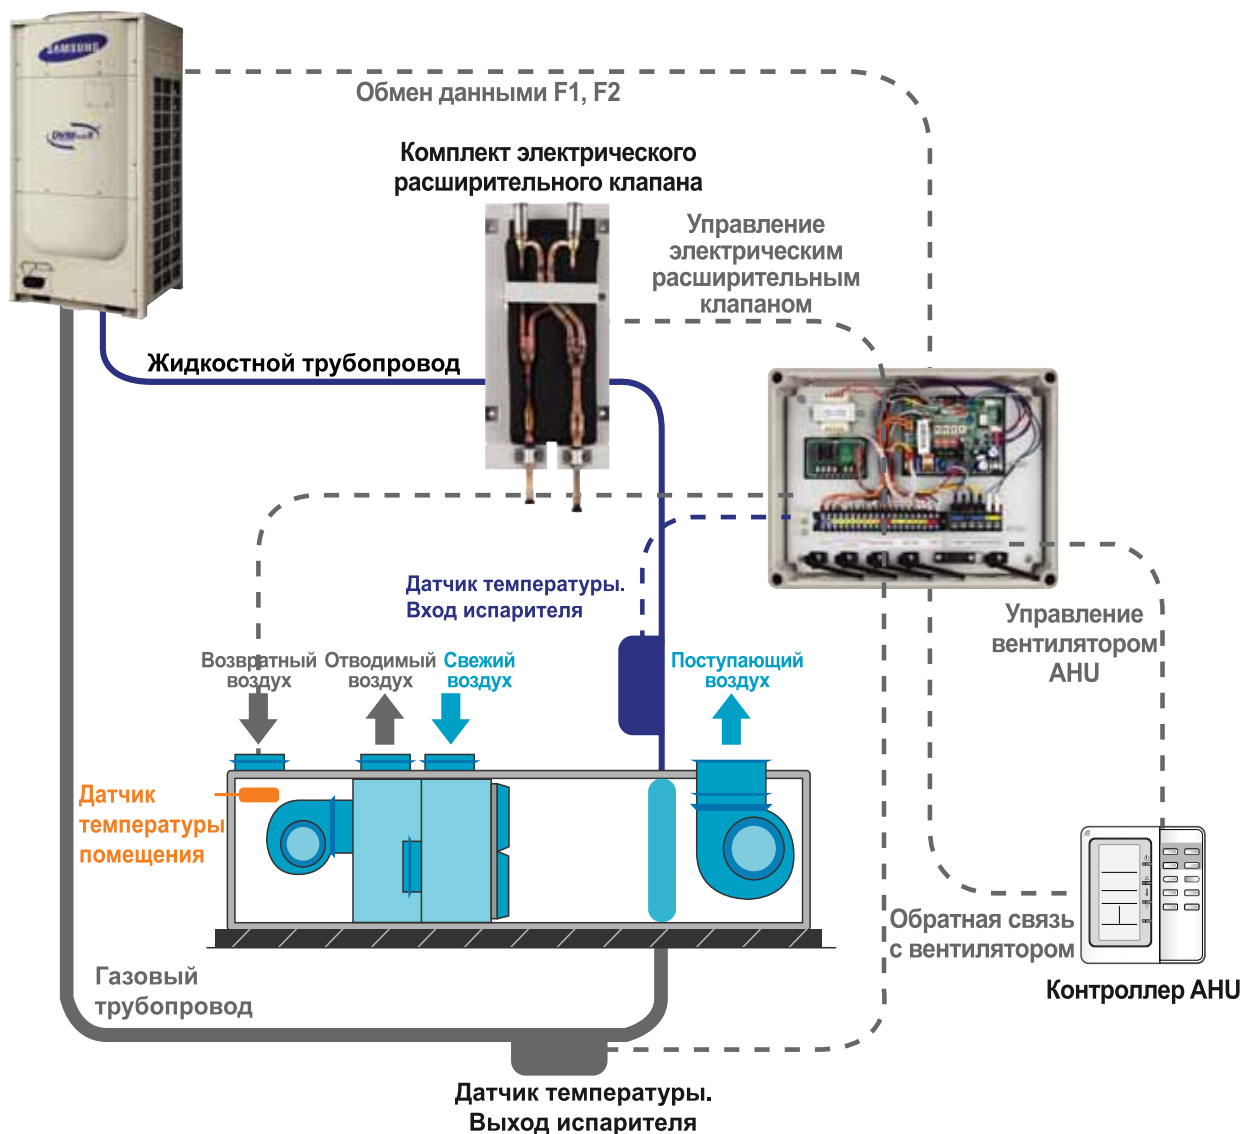 SAMSUNG
Обмен данными F1, F2
DVM
Комплект электрического
расширительного клапана
Управление
электрическим
расширительным
клапаном
Жидкостной трубопровод
Датчик температуры.
Вход испарителя
Управление
вентилятором
AHU
Возвратный
воздух
Отводимый
воздух
Свежий
воздух
Поступающий
воздух
Датчик
температуры
помещения
Обратная связь
с вентилятором
Газовый
трубопровод
Контроллер AHU
Датчик температуры.
Выход испарителя